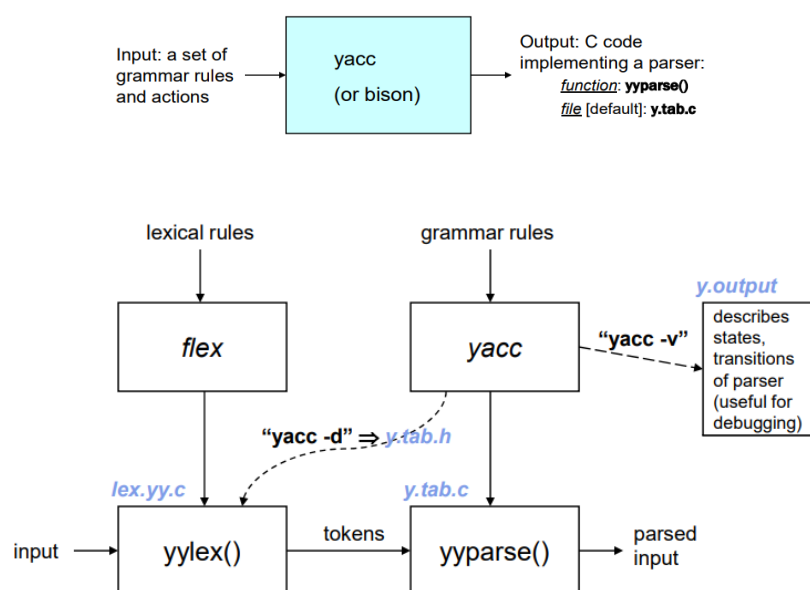 Input: a set of
grammar rules
and actions
yacc
(or bison)
Output: C code
implementing a parser:
function: yyparse()
file [default]: y.tab.c
lexical rules
grammar rules
y.output
flex
yacc
"yacc -v"
describes
states,
transitions
of parser
(useful for
debugging)
"yacc -d" ⇒ y.tab.h
lex.yy.c
y.tab.c
input
yylex()
tokens
yyparse()
parsed
input